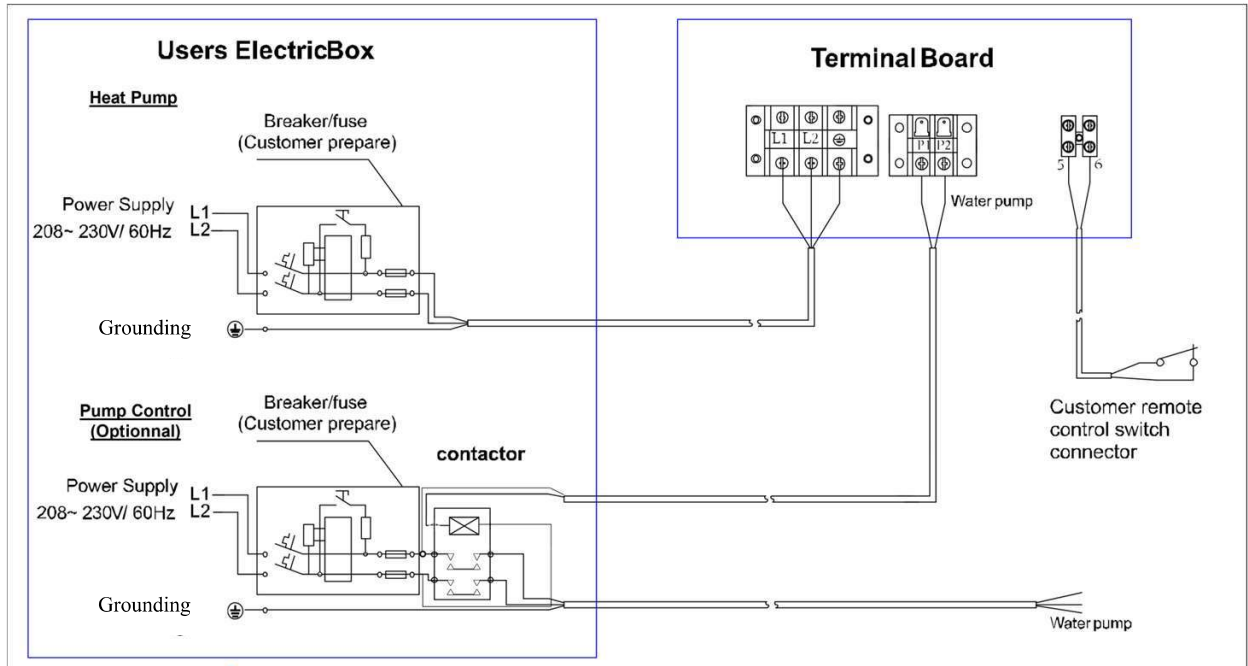 Users ElectricBox
Heat Pump
Breaker/fuse
(Customer prepare)
Power Supply L1
208~ 230V/ 60Hz L2
Grounding
Pump Control
(Optionnal)
Breaker/fuse
(Customer prepare)
contactor
Power Supply L1
208~ 230V/ 60Hz L2
Grounding
Terminal Board
L1 L2
P1 P2
Water pump
5 6
Customer remote
control switch
connector
Water pump